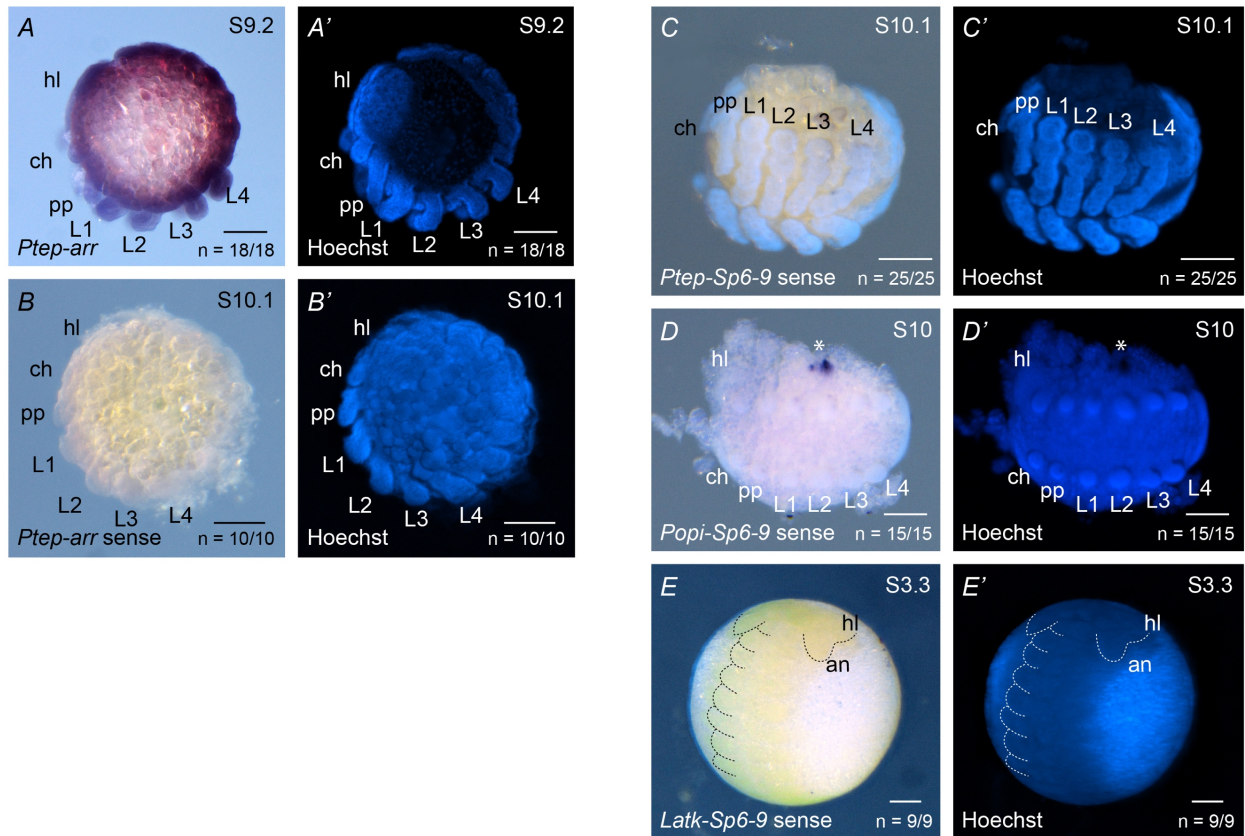 A S9.2
hl
ch
pp
L1 L2 L3 L4
Ptep-arr n = 18/18
A’ S9.2
hl
ch
pp
L1 L2 L3 L4
Hoechst n = 18/18
B S10.1
hl
ch
pp
L1
L2 L3 L4
Ptep-arr sense n = 10/10
B’ S10.1
hl
ch
pp
L1
L2 L3 L4
Hoechst n = 10/10
C S10.1
ch pp L1 L2 L3 L4
Ptep-Sp6-9 sense n = 25/25
C’ S10.1
ch pp L1 L2 L3 L4
Hoechst n = 25/25
D S10
hl *
ch pp L1 L2 L3 L4
Popi-Sp6-9 sense n = 15/15
D’ S10
hl *
ch pp L1 L2 L3 L4
Hoechst n = 15/15
E S3.3
hl
an
Latk-Sp6-9 sense n = 9/9
E’ S3.3
hl
an
Hoechst n = 9/9